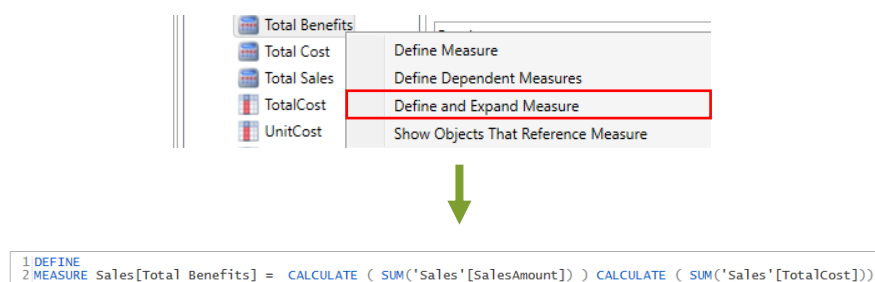 Total Benefits
Total Cost
Define Measure
Total Sales
Define Dependent Measures
TotalCost
Define and Expand Measure
UnitCost
Show Objects That Reference Measure
1 DEFINE
2 MEASURE Sales[Total Benefits] = CALCULATE ( SUM('Sales'[SalesAmount]) ) CALCULATE ( SUM('Sales'[TotalCost]))